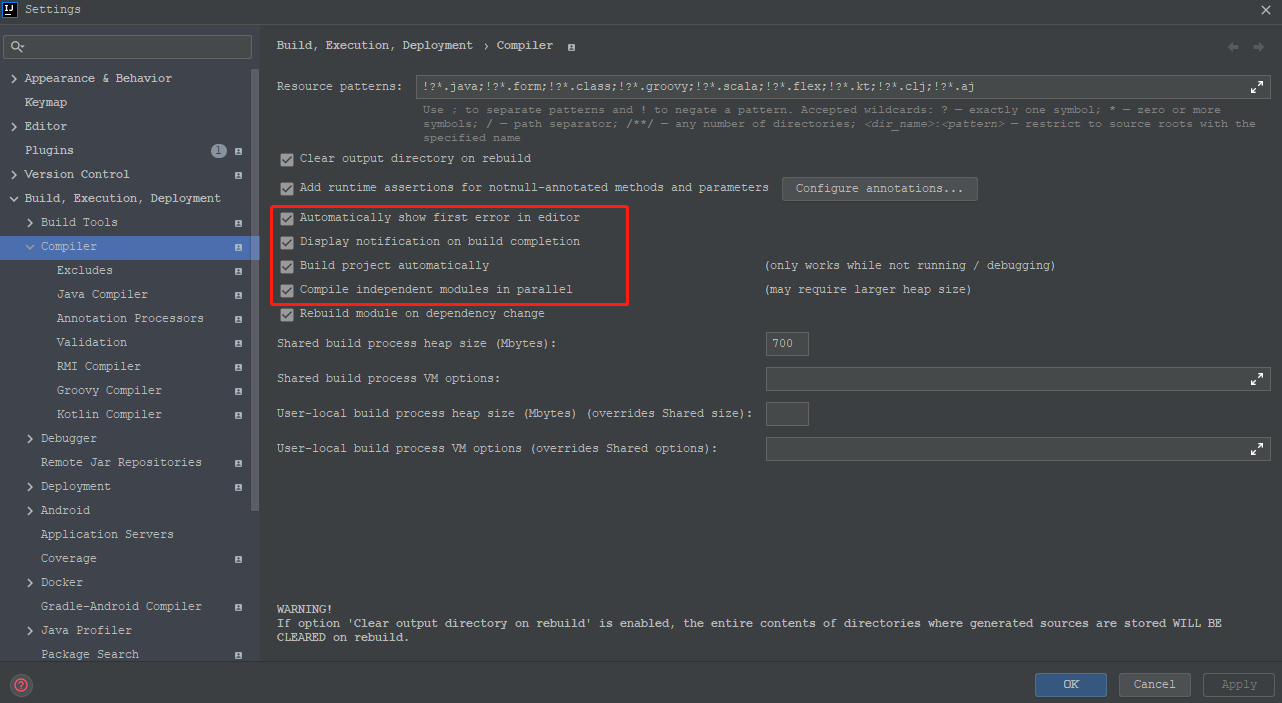 Settings
Appearance & Behavior
Keymap
Editor
Plugins 1
Version Control
Build, Execution, Deployment
Build Tools
Compiler
Excludes
Java Compiler
Annotation Processors
Validation
RMI Compiler
Groovy Compiler
Kotlin Compiler
Debugger
Remote Jar Repositories
Deployment
Android
Application Servers
Coverage
Docker
Gradle-Android Compiler
Java Profiler
Package Search
Build, Execution, Deployment › Compiler
Resource patterns: !?*.java;!?*.form;!?*.class;!?*.groovy;!?*.scala;!?*.flex;!?*.kt;!?*.clj;!?*.aj
Use ; to separate patterns and ! to negate a pattern. Accepted wildcards: ? — exactly one symbol; * — zero or more
symbols; / — path separator; /**/ — any number of directories; <dir_name>:<pattern> — restrict to source roots with the
specified name
Clear output directory on rebuild
Add runtime assertions for notnull-annotated methods and parameters Configure annotations...
Automatically show first error in editor
Display notification on build completion
Build project automatically (only works while not running / debugging)
Compile independent modules in parallel (may require larger heap size)
Rebuild module on dependency change
Shared build process heap size (Mbytes): 700
Shared build process VM options:
User-local build process heap size (Mbytes) (overrides Shared size):
User-local build process VM options (overrides Shared options):
WARNING!
If option 'Clear output directory on rebuild' is enabled, the entire contents of directories where generated sources are stored WILL BE
CLEARED on rebuild.
? OK Cancel Apply